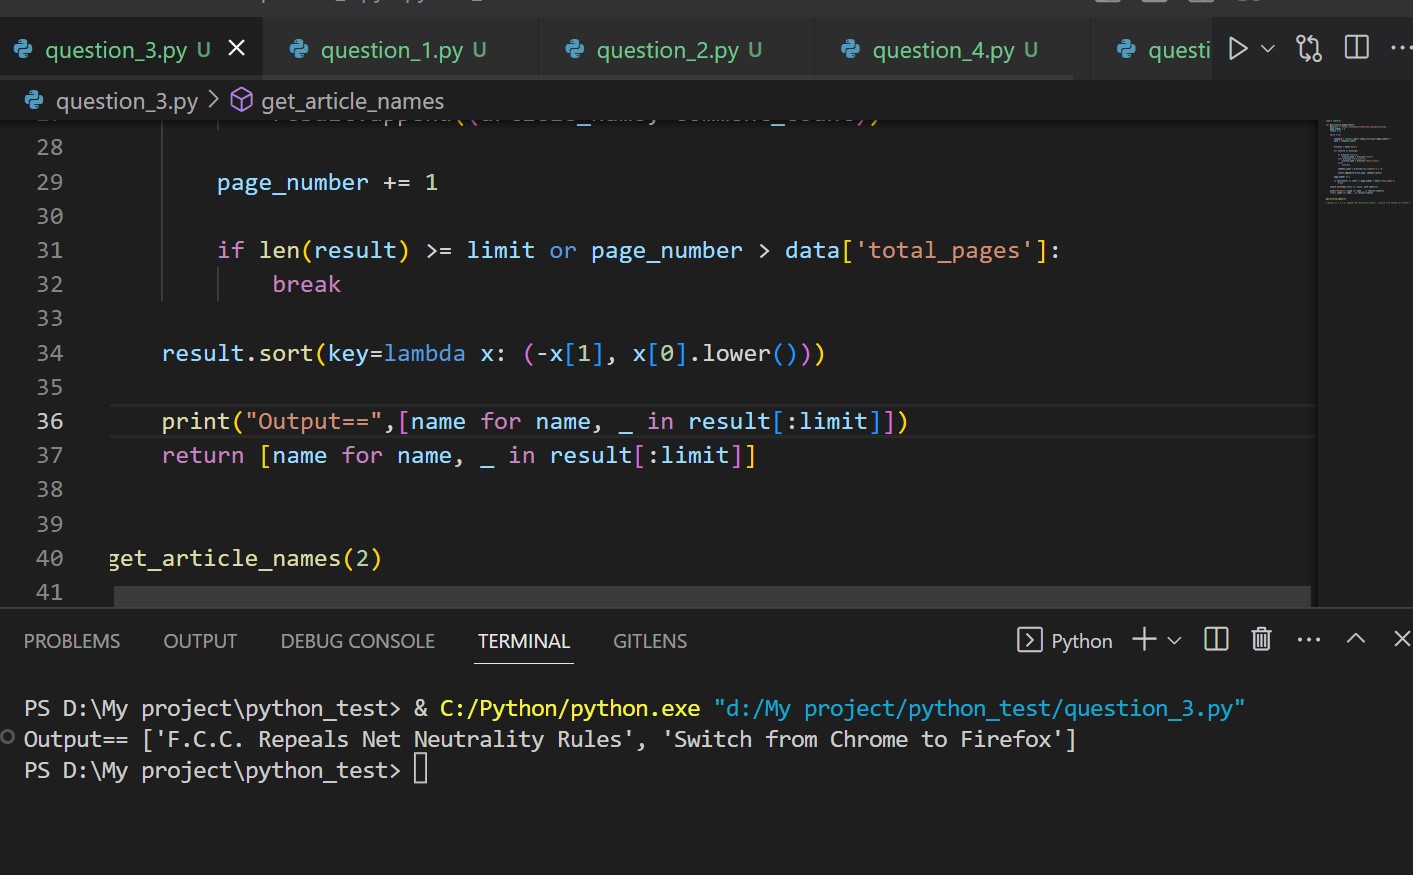 question_3.py U
question_1.py U
question_2.py U
question_4.py U
questi
question_3.py > get_article_names
28
29 page_number += 1
30
31 if len(result) >= limit or page_number > data['total_pages']:
32 break
33
34 result.sort(key=lambda x: (-x[1], x[0].lower()))
35
36 print("Output==",[name for name, _ in result[:limit]])
37 return [name for name, _ in result[:limit]]
38
39
40 get_article_names(2)
41
PROBLEMS OUTPUT DEBUG CONSOLE TERMINAL GITLENS
Python
PS D:\My project\python_test> & C:/Python/python.exe "d:/My project/python_test/question_3.py"
Output== ['F.C.C. Repeals Net Neutrality Rules', 'Switch from Chrome to Firefox']
PS D:\My project\python_test>